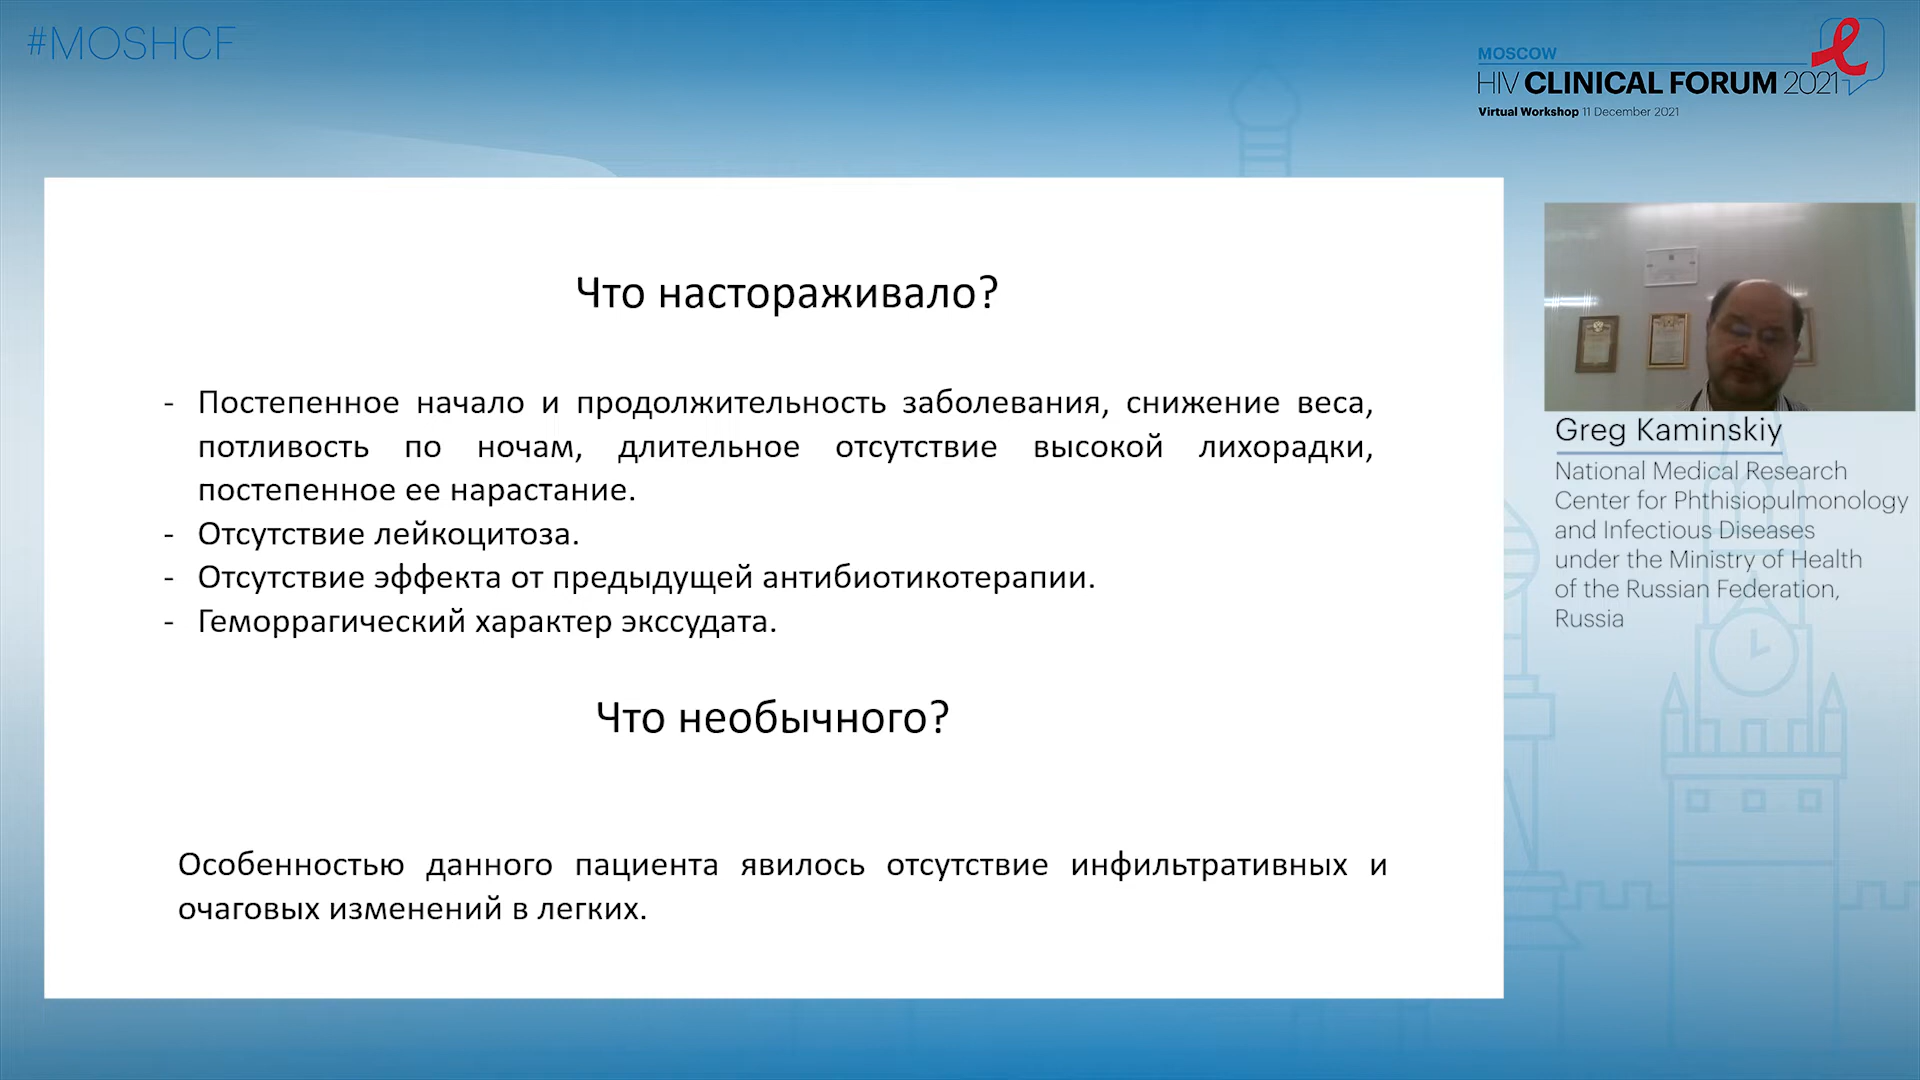 #MOSHCF
MOSCOW
HIV CLINICAL FORUM 2021
Virtual Workshop 11 December 2021
Что настораживало?
- Постепенное начало и продолжительность заболевания, снижение веса,
потливость по ночам, длительное отсутствие высокой лихорадки,
постепенное ее нарастание.
- Отсутствие лейкоцитоза.
- Отсутствие эффекта от предыдущей антибиотикотерапии.
- Геморрагический характер экссудата.
Что необычного?
Особенностью данного пациента явилось отсутствие инфильтративных и
очаговых изменений в легких.
Greg Kaminskiy
National Medical Research
Center for Phthisiopulmonology
and Infectious Diseases
under the Ministry of Health
of the Russian Federation,
Russia